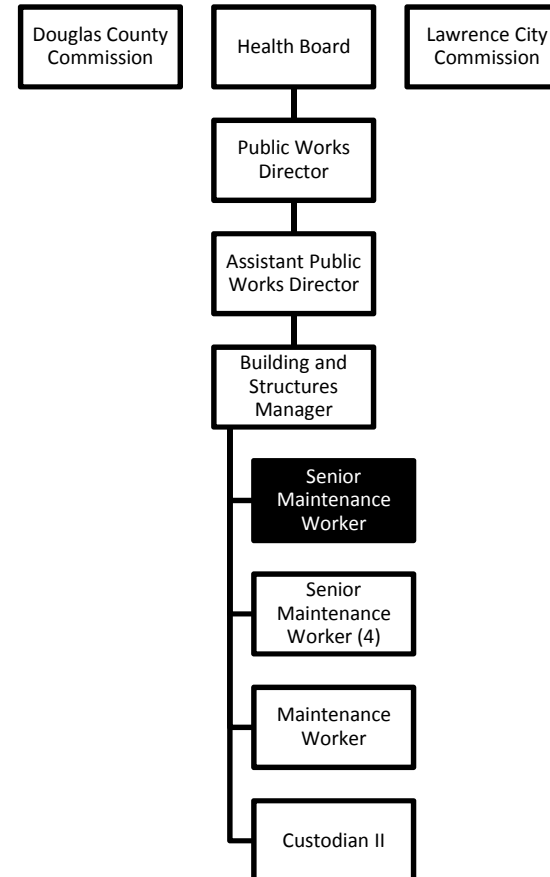 Douglas County
Commission
Health Board
Lawrence City
Commission
Public Works
Director
Assistant Public
Works Director
Building and
Structures
Manager
Senior
Maintenance
Worker
Senior
Maintenance
Worker (4)
Maintenance
Worker
Custodian II